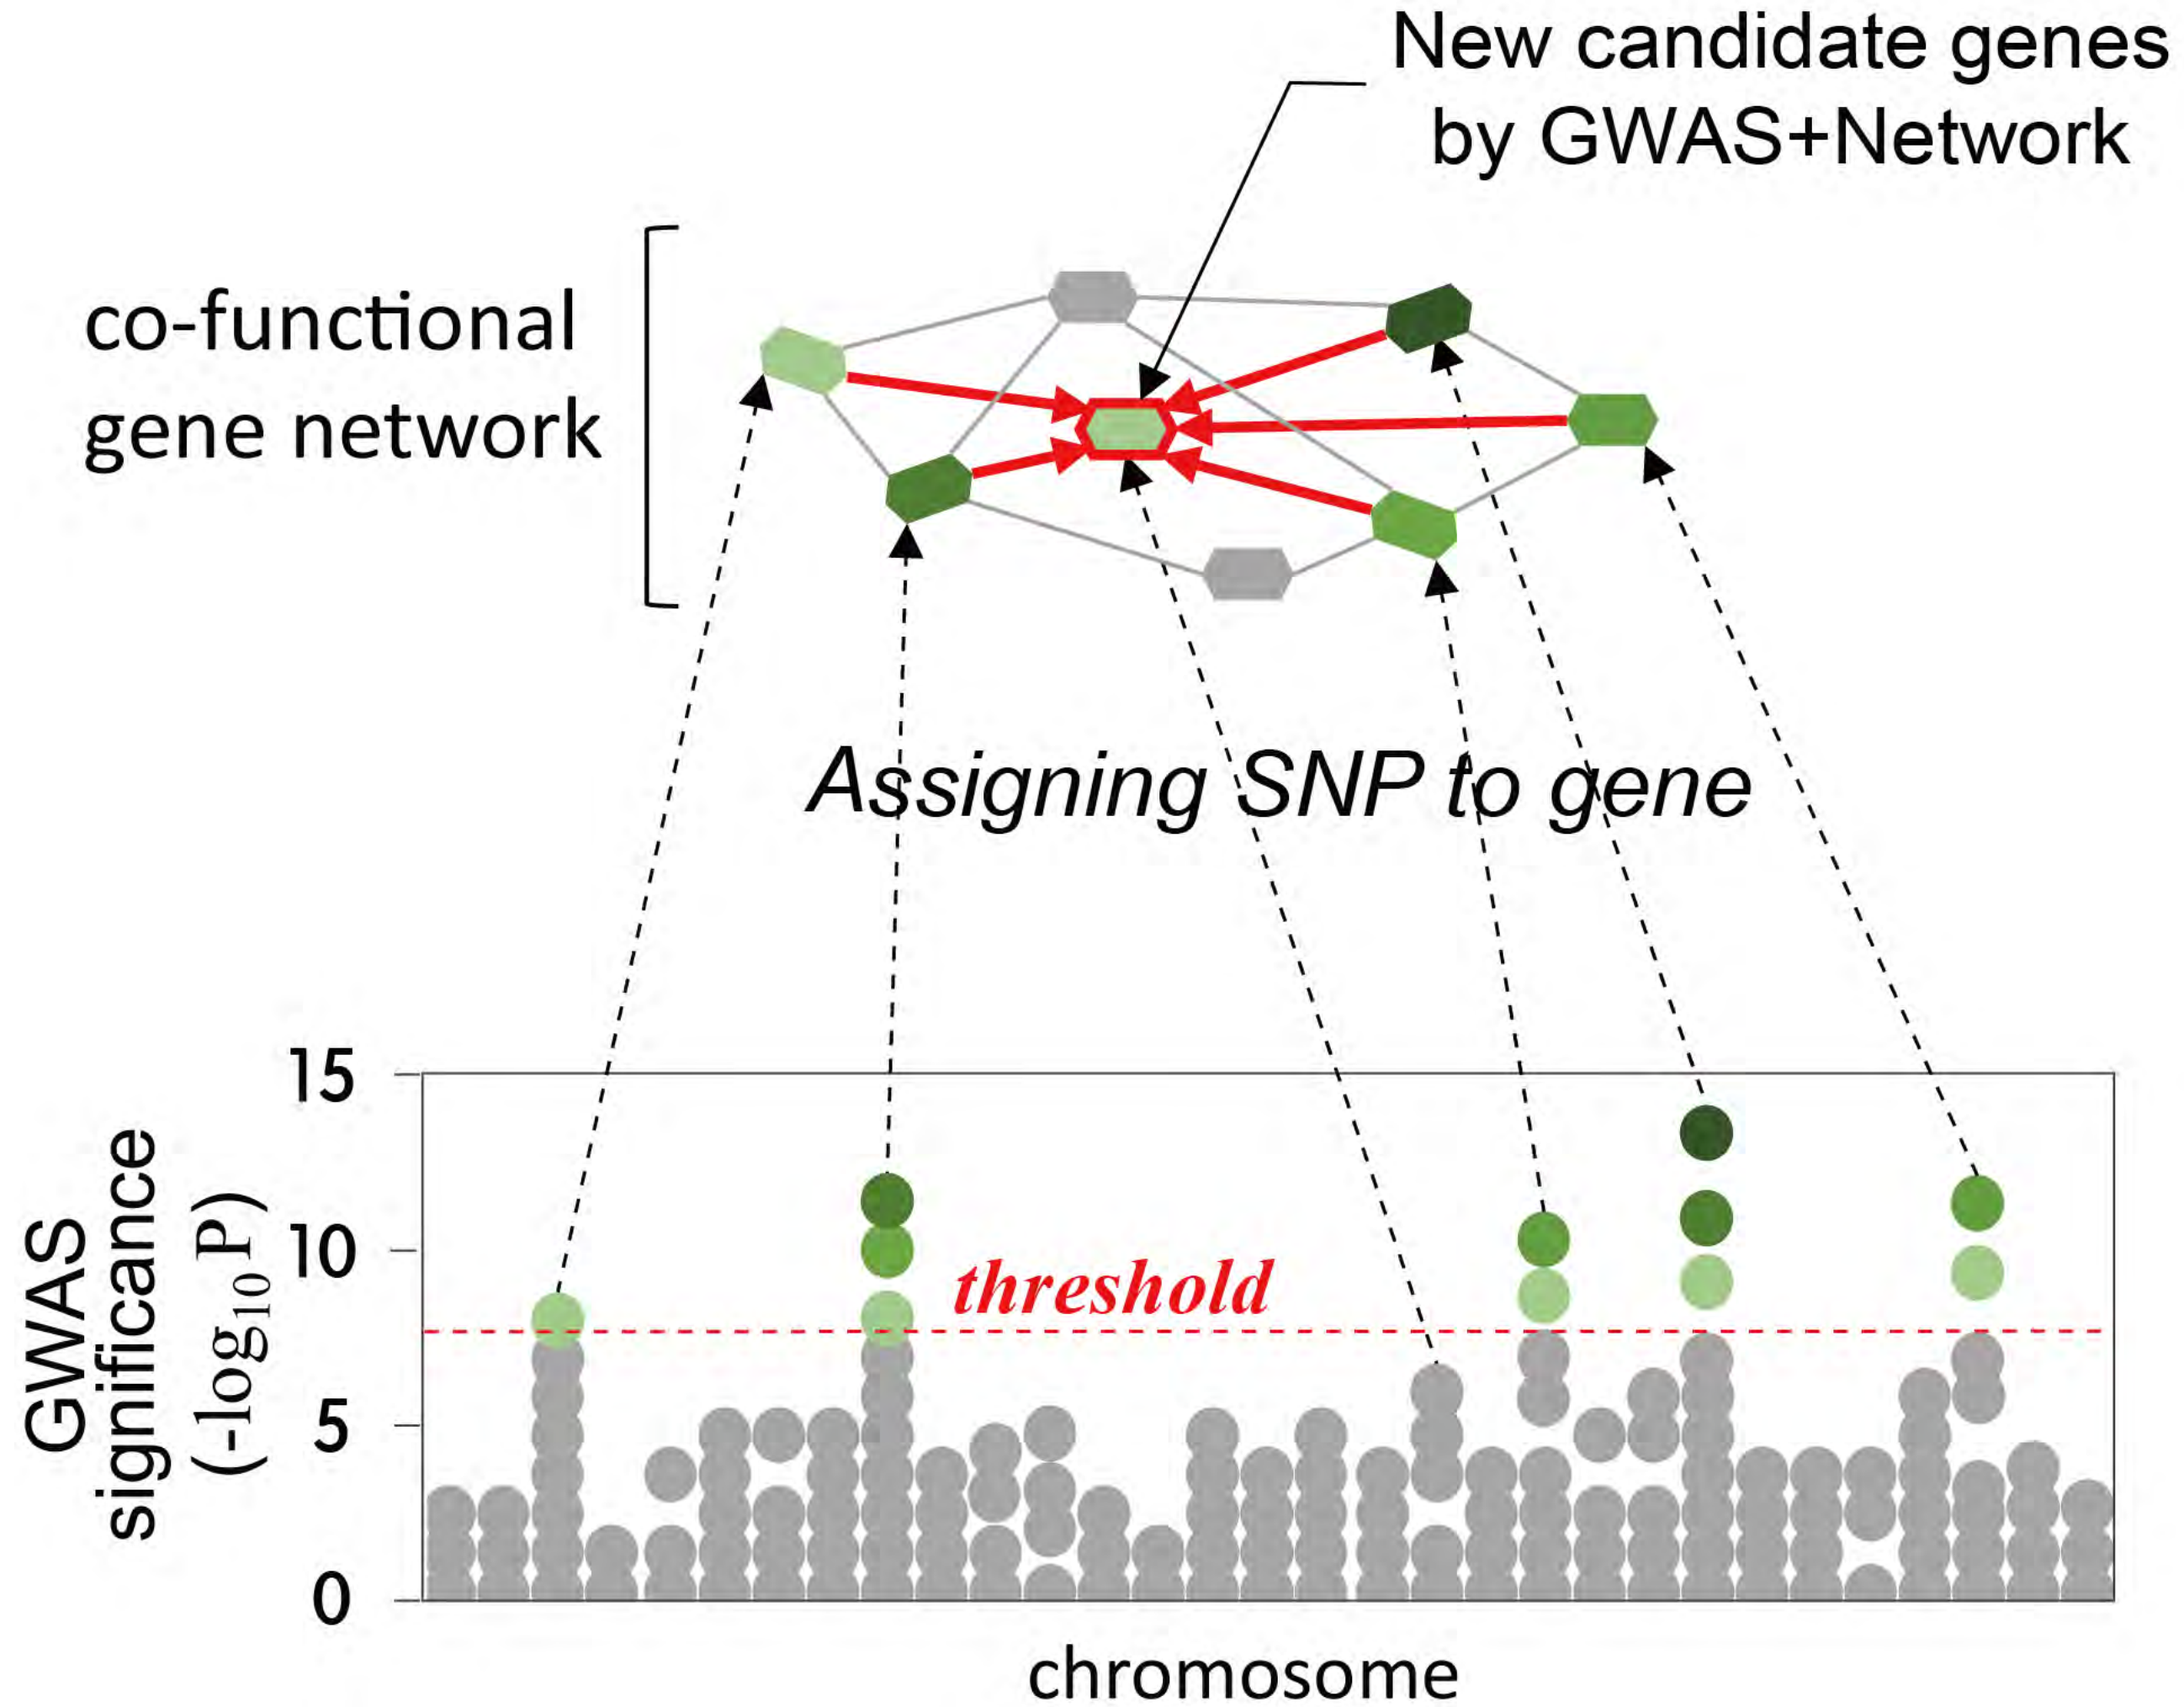 New candidate genes
by GWAS+Network
co-functional
gene network
Assigning SNP to gene
15
10
5
0
GWAS
significance
(-log₁₀P)
threshold
chromosome